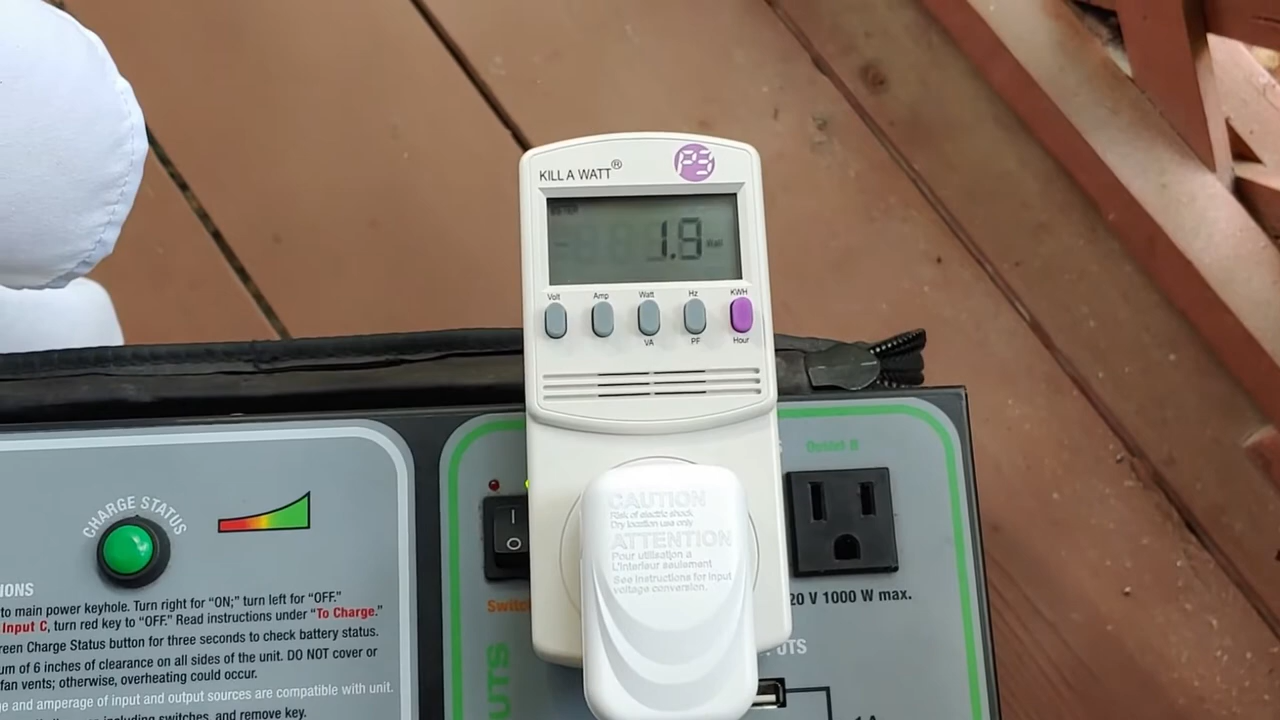 KILL A WATT®
P3
1.9
Volt
Amp
Watt
Hz
KWH
VA
PF
Hour
CHARGE STATUS
Outlet B
CAUTION
Risk of electric shock
Dry location use only
ATTENTION
Pour utilisation a
L'interieur seulement
See instructions for input
voltage conversion.
20 V 1000 W max.
to main power keyhole. Turn right for “ON;” turn left for “OFF.”
Input C, turn red key to “OFF.” Read instructions under “To Charge.”
reen Charge Status button for three seconds to check battery status.
um of 6 inches of clearance on all sides of the unit. DO NOT cover or
fan vents; otherwise, overheating could occur.
ge and amperage of input and output sources are compatible with unit.
including switches, and remove key.
IONS
Switc
UTS
PUTS
1A